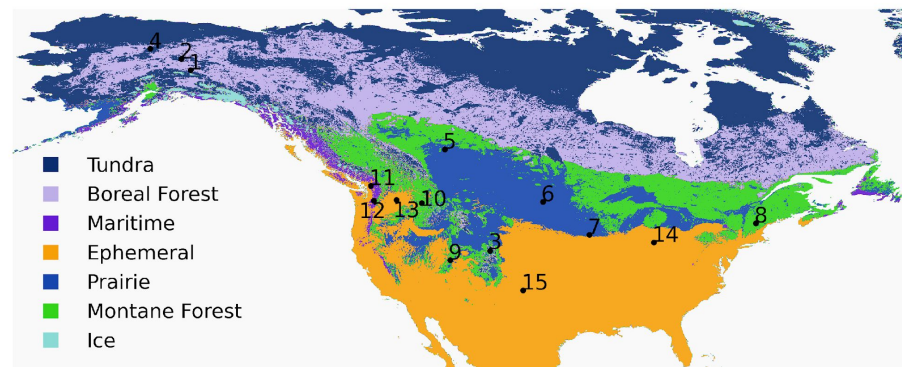 4
2
1
5
11
12
13
10
6
8
7
14
3
9
15
Tundra
Boreal Forest
Maritime
Ephemeral
Prairie
Montane Forest
Ice